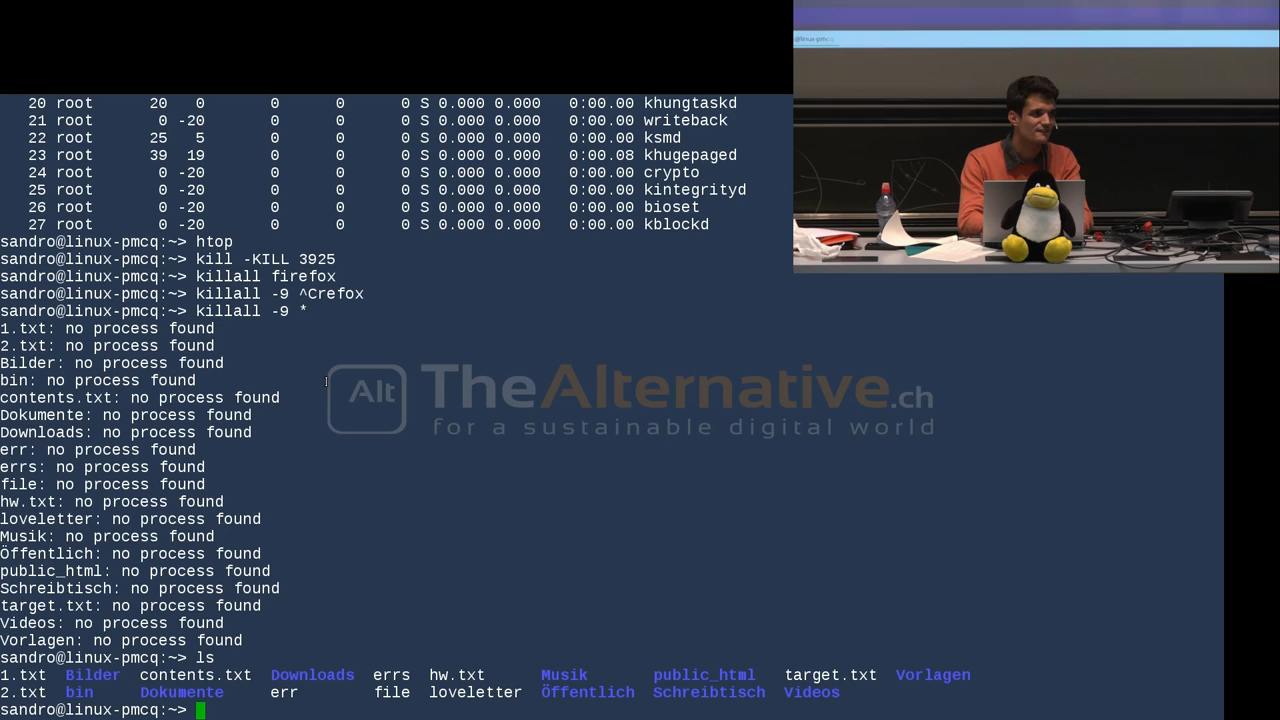 @linux-pmcq
20 root 20 0 0 0 0 S 0.000 0.000 0:00.00 khungtaskd
21 root 0 -20 0 0 0 S 0.000 0.000 0:00.00 writeback
22 root 25 5 0 0 0 S 0.000 0.000 0:00.00 ksmd
23 root 39 19 0 0 0 S 0.000 0.000 0:00.08 khugepaged
24 root 0 -20 0 0 0 S 0.000 0.000 0:00.00 crypto
25 root 0 -20 0 0 0 S 0.000 0.000 0:00.00 kintegrityd
26 root 0 -20 0 0 0 S 0.000 0.000 0:00.00 bioset
27 root 0 -20 0 0 0 S 0.000 0.000 0:00.00 kblockd
sandro@linux-pmcq:~> htop
sandro@linux-pmcq:~> kill -KILL 3925
sandro@linux-pmcq:~> killall firefox
sandro@linux-pmcq:~> killall -9 ^Crefox
sandro@linux-pmcq:~> killall -9 *
1.txt: no process found
2.txt: no process found
Bilder: no process found
bin: no process found
contents.txt: no process found
Dokumente: no process found
Downloads: no process found
err: no process found
errs: no process found
file: no process found
hw.txt: no process found
loveletter: no process found
Musik: no process found
Öffentlich: no process found
public_html: no process found
Schreibtisch: no process found
target.txt: no process found
Videos: no process found
Vorlagen: no process found
sandro@linux-pmcq:~> ls
1.txt Bilder contents.txt Downloads errs hw.txt Musik public_html target.txt Vorlagen
2.txt bin Dokumente err file loveletter Öffentlich Schreibtisch Videos
sandro@linux-pmcq:~>
Alt TheAlternative.ch
for a sustainable digital world